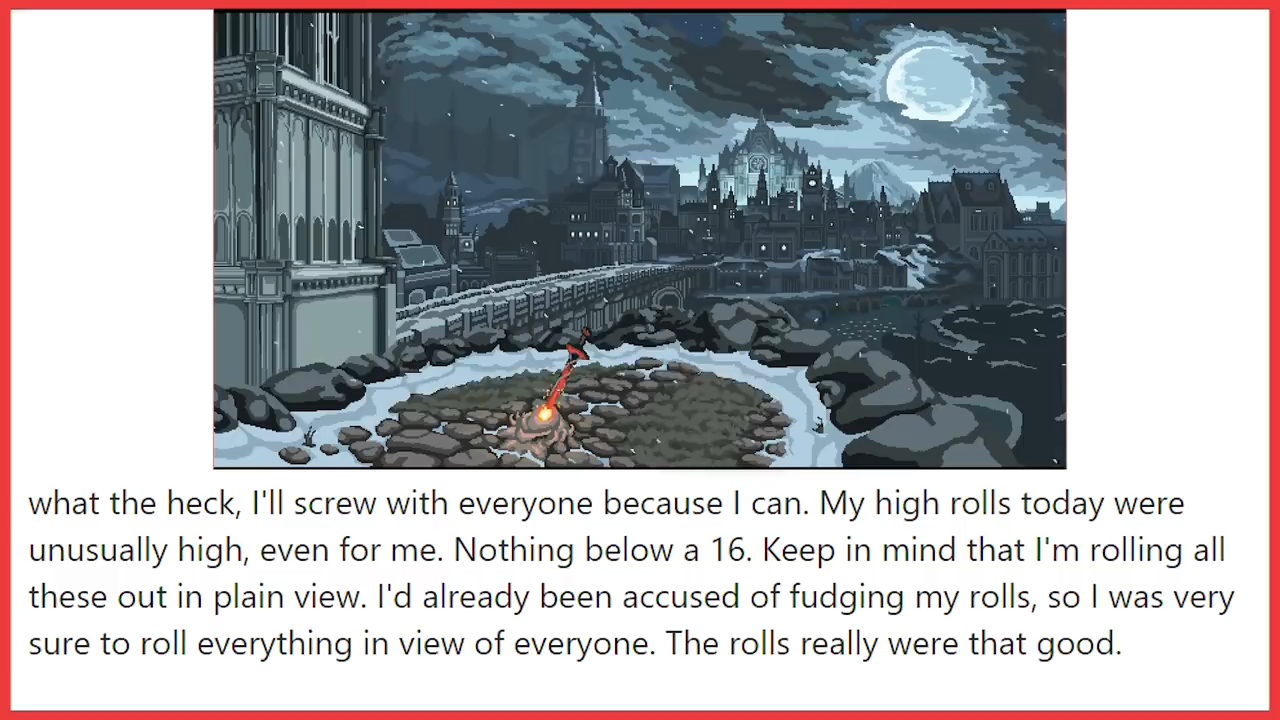 what the heck, I'll screw with everyone because I can. My high rolls today were
unusually high, even for me. Nothing below a 16. Keep in mind that I'm rolling all
these out in plain view. I'd already been accused of fudging my rolls, so I was very
sure to roll everything in view of everyone. The rolls really were that good.